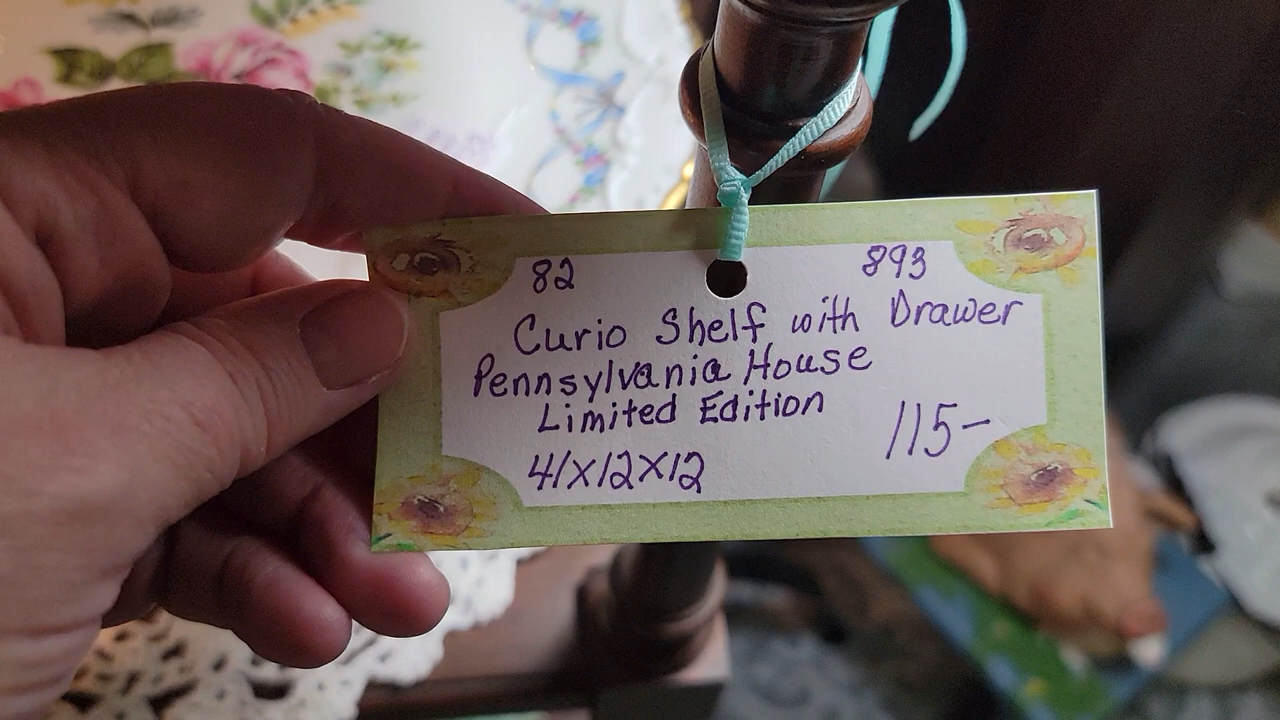 82 893
Curio Shelf with Drawer
Pennsylvania House
Limited Edition
115-
41X12X12